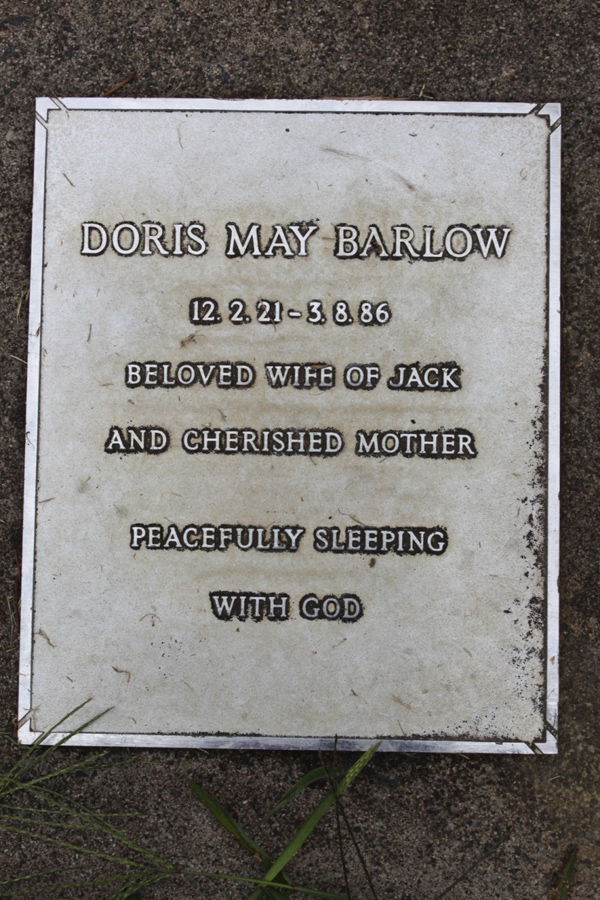 DORIS MAY BARLOW
12.2.21-3.8.86
BELOVED WIFE OF JACK
AND CHERISHED MOTHER
PEACEFULLY SLEEPING
WITH GOD